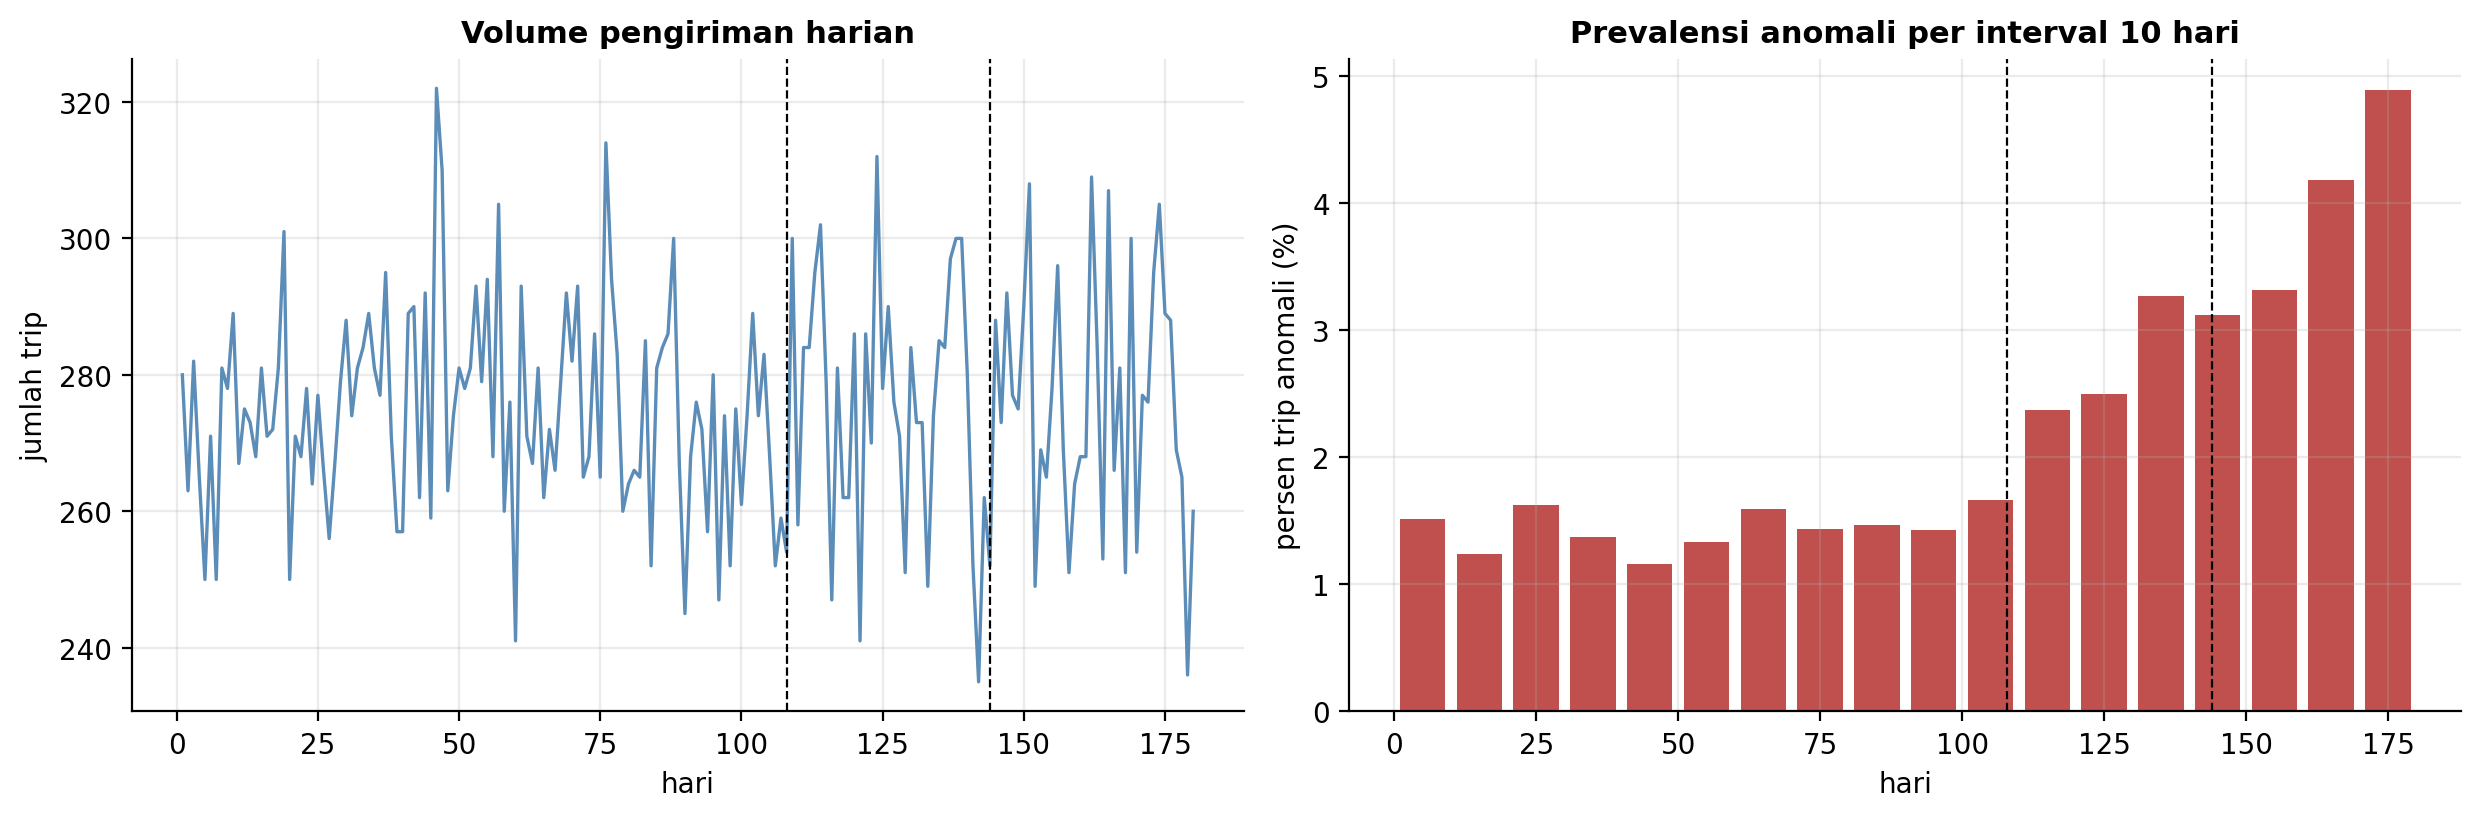 Volume pengiriman harian
jumlah trip
320
300
280
260
240
0 25 50 75 100 125 150 175
hari
Prevalensi anomali per interval 10 hari
persen trip anomali (%)
5
4
3
2
1
0
0 25 50 75 100 125 150 175
hari